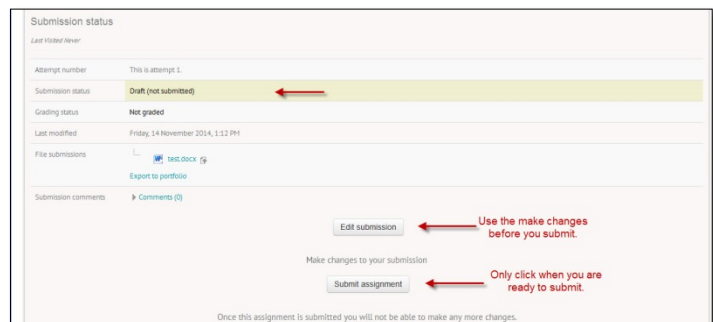 Submission status
Last Visited Never
Attempt number This is attempt 1.
Submission status Draft (not submitted)
Grading status Not graded
Last modified Friday, 14 November 2014, 1:12 PM
File submissions test.docx
Export to portfolio
Submission comments Comments (0)
Edit submission
Use the make changes
before you submit.
Make changes to your submission
Submit assignment
Only click when you are
ready to submit.
Once this assignment is submitted you will not be able to make any more changes.